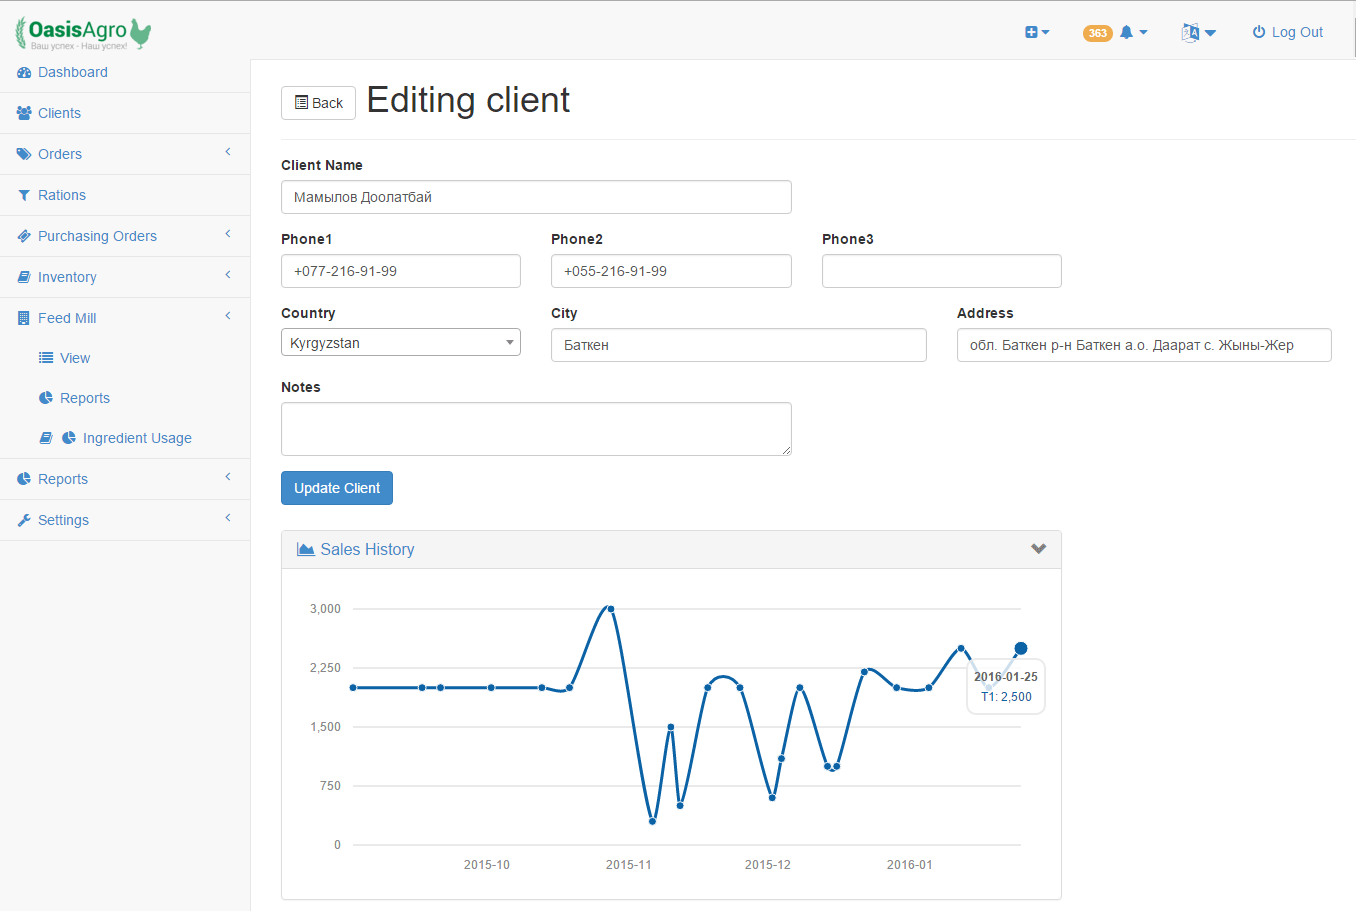 OasisAgro
Ваш успех - Наш успех!
363
Log Out
Dashboard
Clients
Orders
Rations
Purchasing Orders
Inventory
Feed Mill
View
Reports
Ingredient Usage
Reports
Settings
Back
Editing client
Client Name
Мамылов Доолатбай
Phone1 Phone2 Phone3
+077-216-91-99 +055-216-91-99
Country City Address
Kyrgyzstan Баткен обл. Баткен р-н Баткен а.о. Даарат с. Жыны-Жер
Notes
Update Client
Sales History
3,000
2,250
1,500
750
0
2016-01-25
T1: 2,500
2015-10 2015-11 2015-12 2016-01